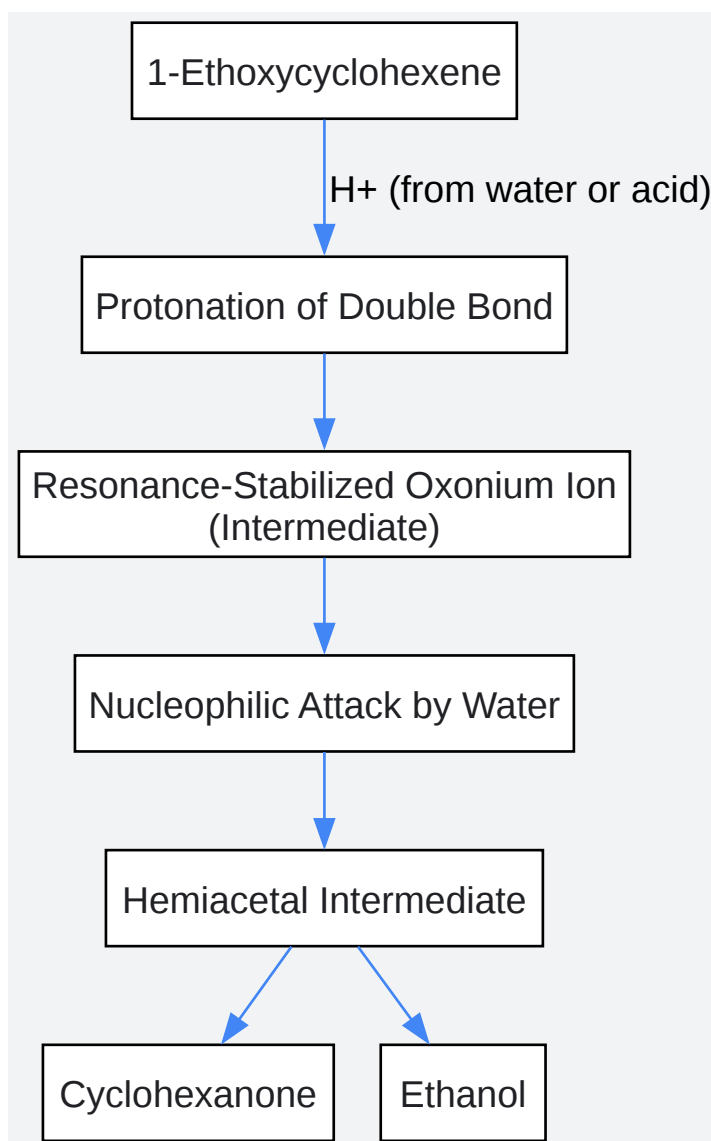 1-Ethoxycyclohexene
H+ (from water or acid)
Protonation of Double Bond
Resonance-Stabilized Oxonium Ion
(Intermediate)
Nucleophilic Attack by Water
Hemiacetal Intermediate
Cyclohexanone
Ethanol